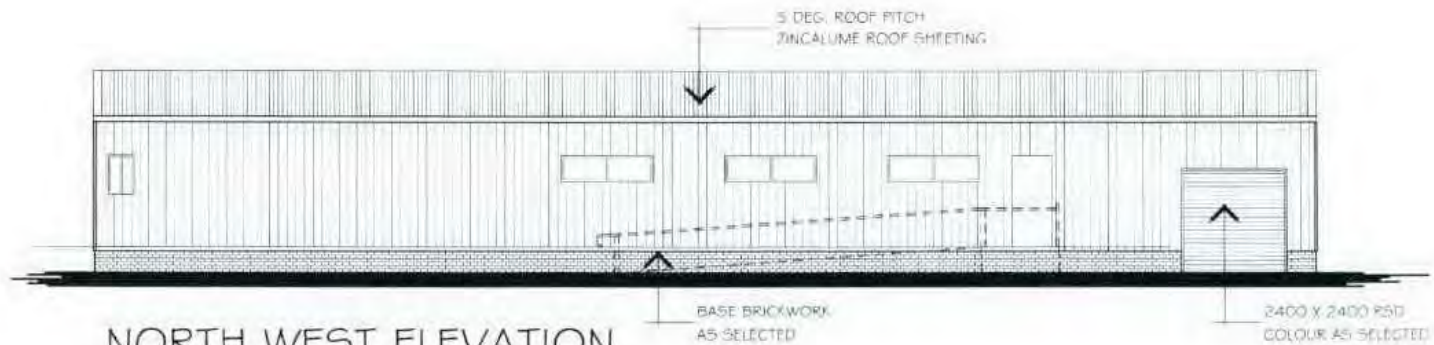 5 DEG. ROOF PITCH
ZINCALUME ROOF SHEETING
BASE BRICKWORK
AS SELECTED
2400 X 2400 RSD
COLOUR AS SELECTED
NORTH WEST ELEVATION